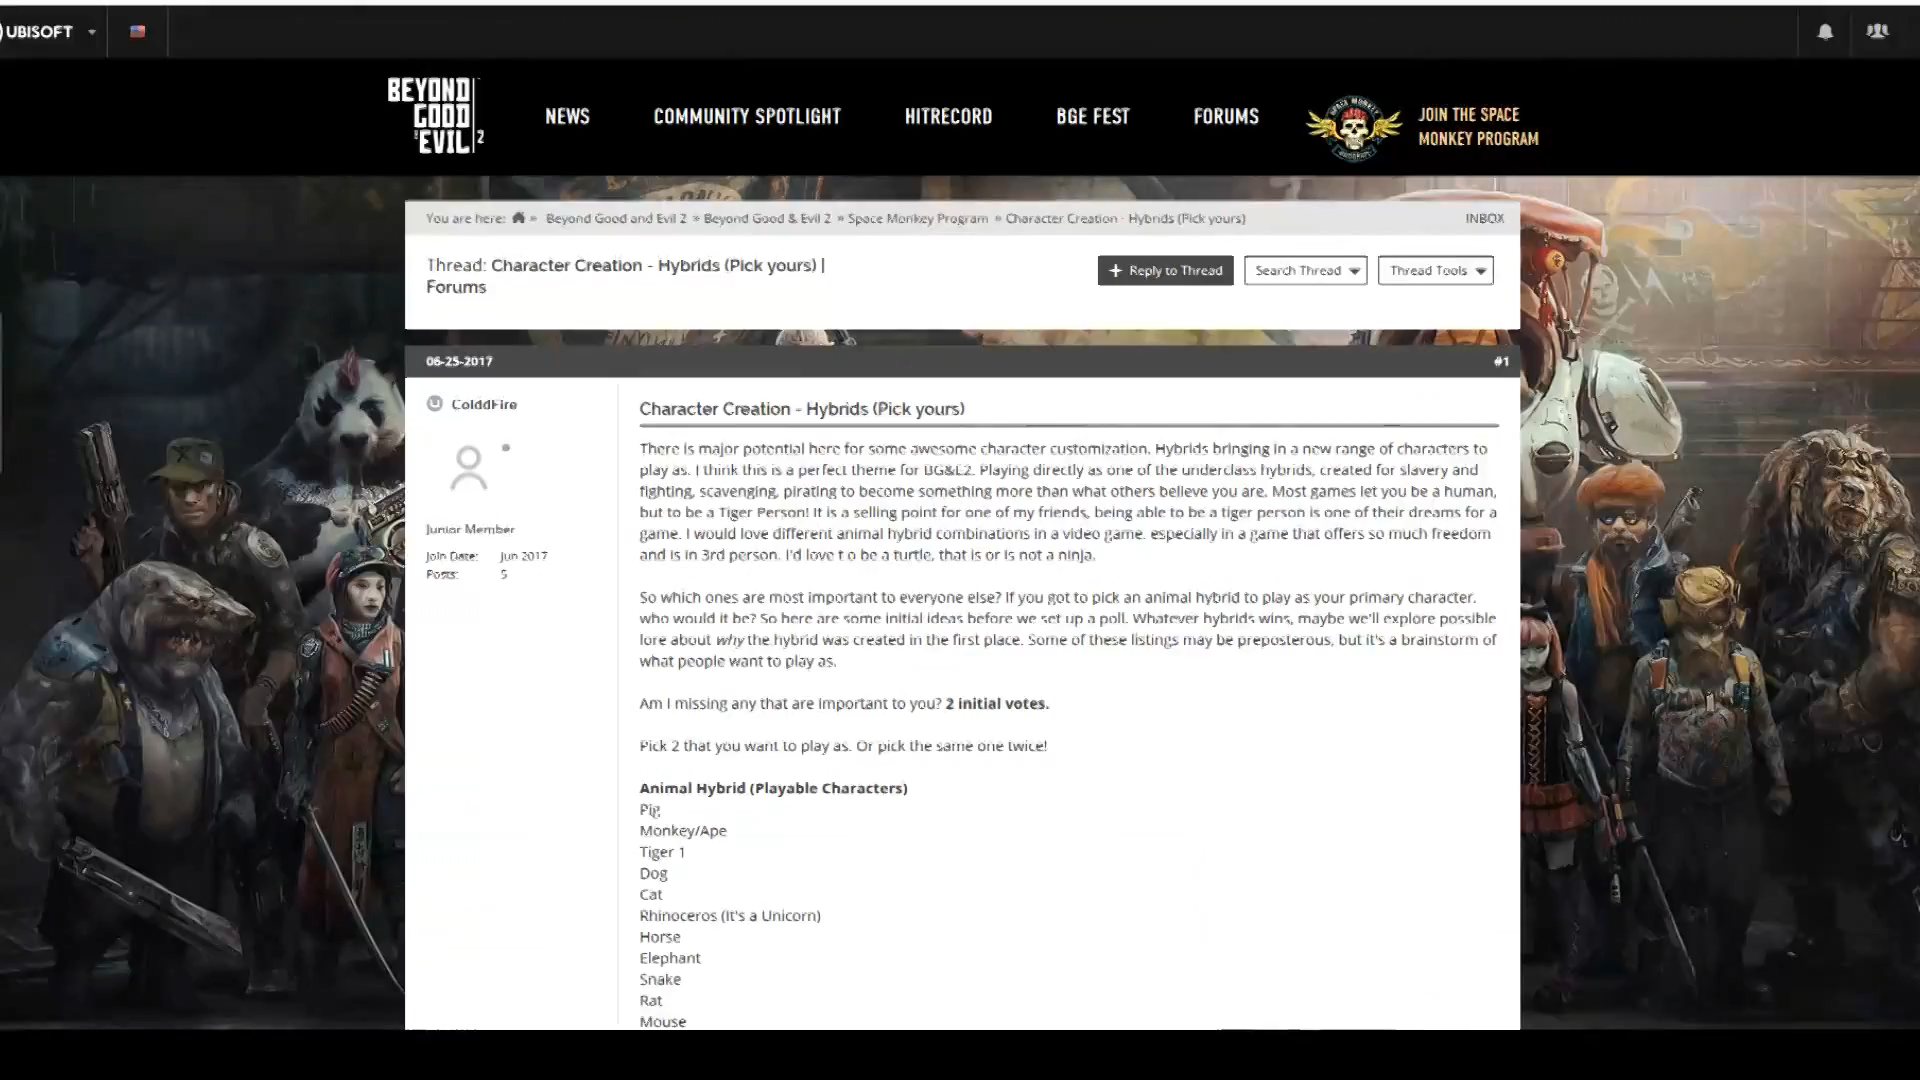 UBISOFT
BEYOND
GOOD
EVIL 2
NEWS
COMMUNITY SPOTLIGHT
HITRECORD
BGE FEST
FORUMS
JOIN THE SPACE
MONKEY PROGRAM
You are here: » Beyond Good and Evil 2 » Beyond Good & Evil 2 » Space Monkey Program » Character Creation - Hybrids (Pick yours)
INBOX
Thread: Character Creation - Hybrids (Pick yours) |
Forums
+ Reply to Thread
Search Thread
Thread Tools
06-25-2017
#1
ColddFire
Junior Member
Join Date: Jun 2017
Posts: 5
Character Creation - Hybrids (Pick yours)
There is major potential here for some awesome character customization. Hybrids bringing in a new range of characters to
play as. I think this is a perfect theme for BG&E2. Playing directly as one of the underclass hybrids, created for slavery and
fighting, scavenging, pirating to become something more than what others believe you are. Most games let you be a human,
but to be a Tiger Person! It is a selling point for one of my friends, being able to be a tiger person is one of their dreams for a
game. I would love different animal hybrid combinations in a video game. especially in a game that offers so much freedom
and is in 3rd person. I'd love t o be a turtle, that is or is not a ninja.
So which ones are most important to everyone else? If you got to pick an animal hybrid to play as your primary character.
who would it be? So here are some initial ideas before we set up a poll. Whatever hybrids wins, maybe we'll explore possible
lore about why the hybrid was created in the first place. Some of these listings may be preposterous, but it's a brainstorm of
what people want to play as.
Am I missing any that are important to you? 2 initial votes.
Pick 2 that you want to play as. Or pick the same one twice!
Animal Hybrid (Playable Characters)
Pig
Monkey/Ape
Tiger 1
Dog
Cat
Rhinoceros (It's a Unicorn)
Horse
Elephant
Snake
Rat
Mouse